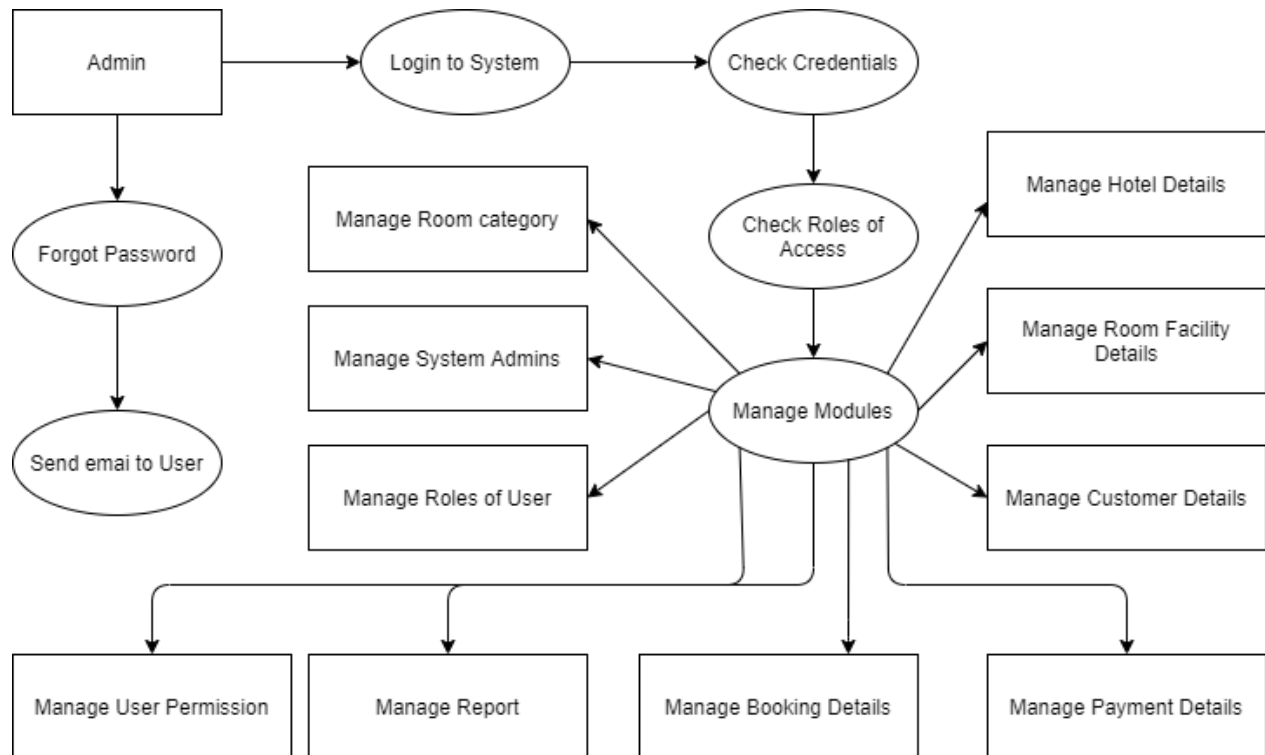 Admin
Login to System
Check Credentials
Manage Hotel Details
Manage Room category
Check Roles of
Access
Forgot Password
Manage Room Facility
Details
Manage System Admins
Manage Modules
Send emai to User
Manage Roles of User
Manage Customer Details
Manage User Permission
Manage Report
Manage Booking Details
Manage Payment Details